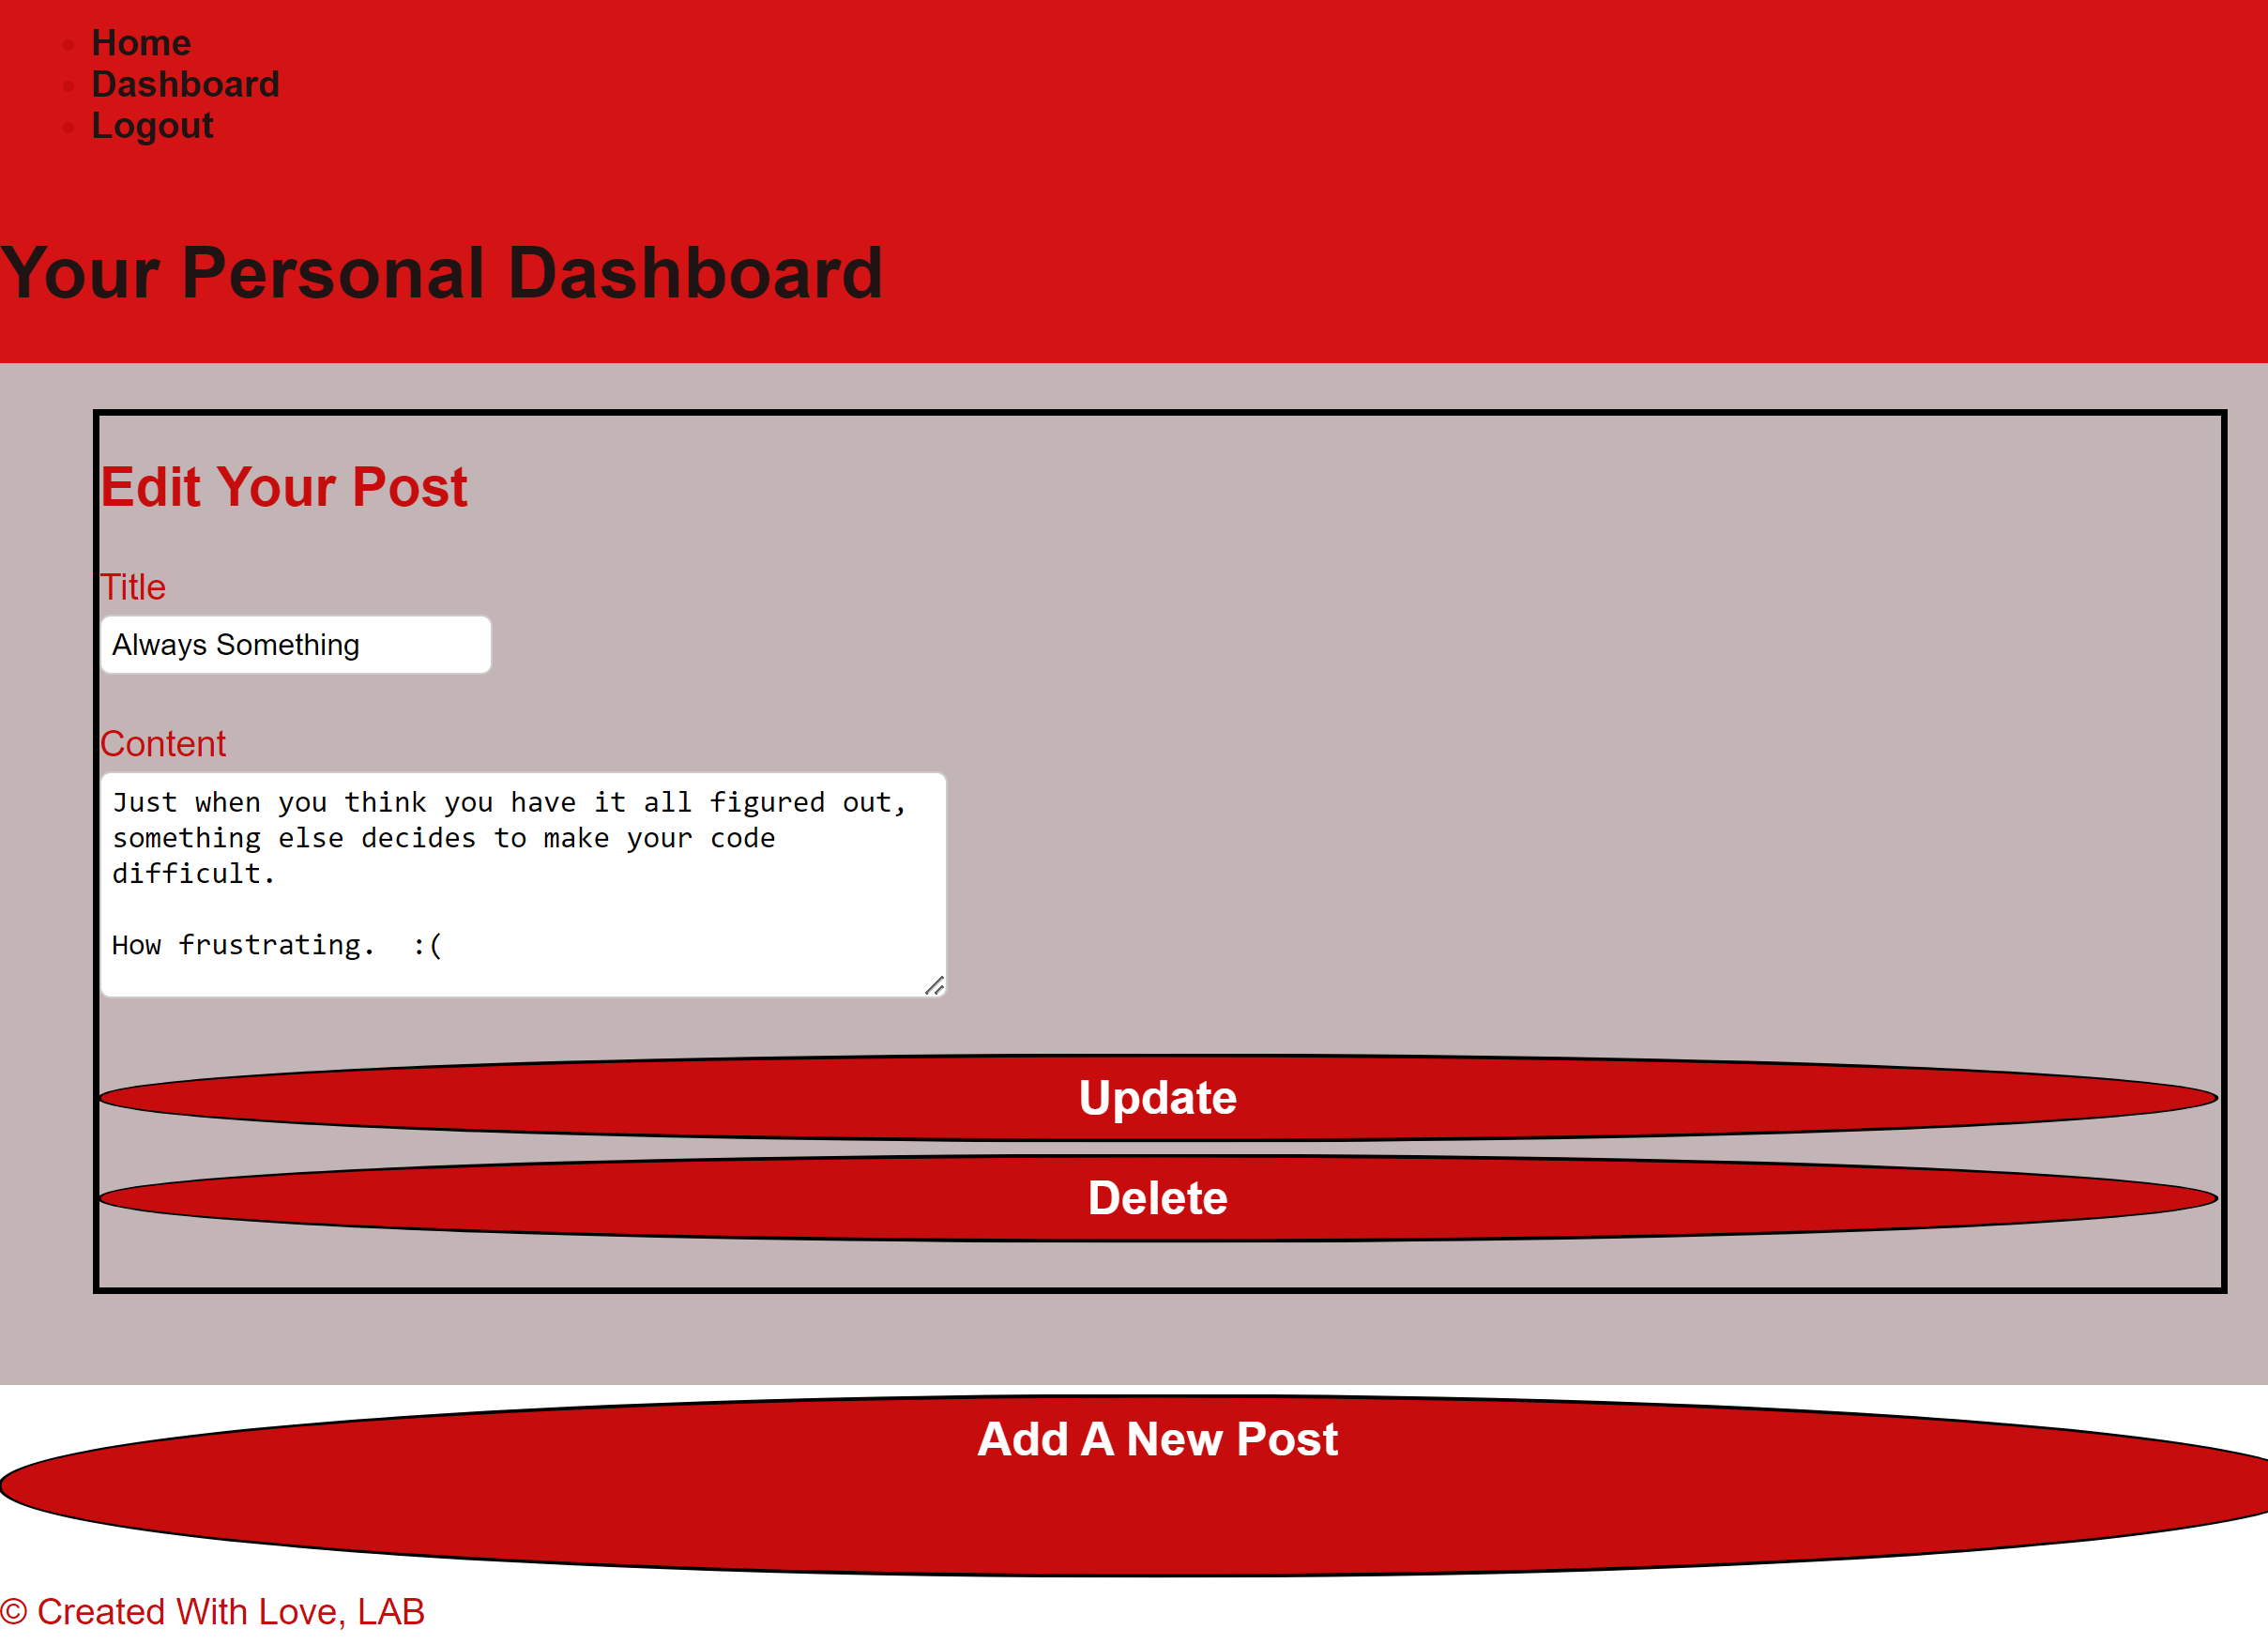 Home
Dashboard
Logout
Your Personal Dashboard
Edit Your Post
Title
Always Something
Content
Just when you think you have it all figured out,
something else decides to make your code
difficult.
How frustrating.  :(
Update
Delete
Add A New Post
© Created With Love, LAB